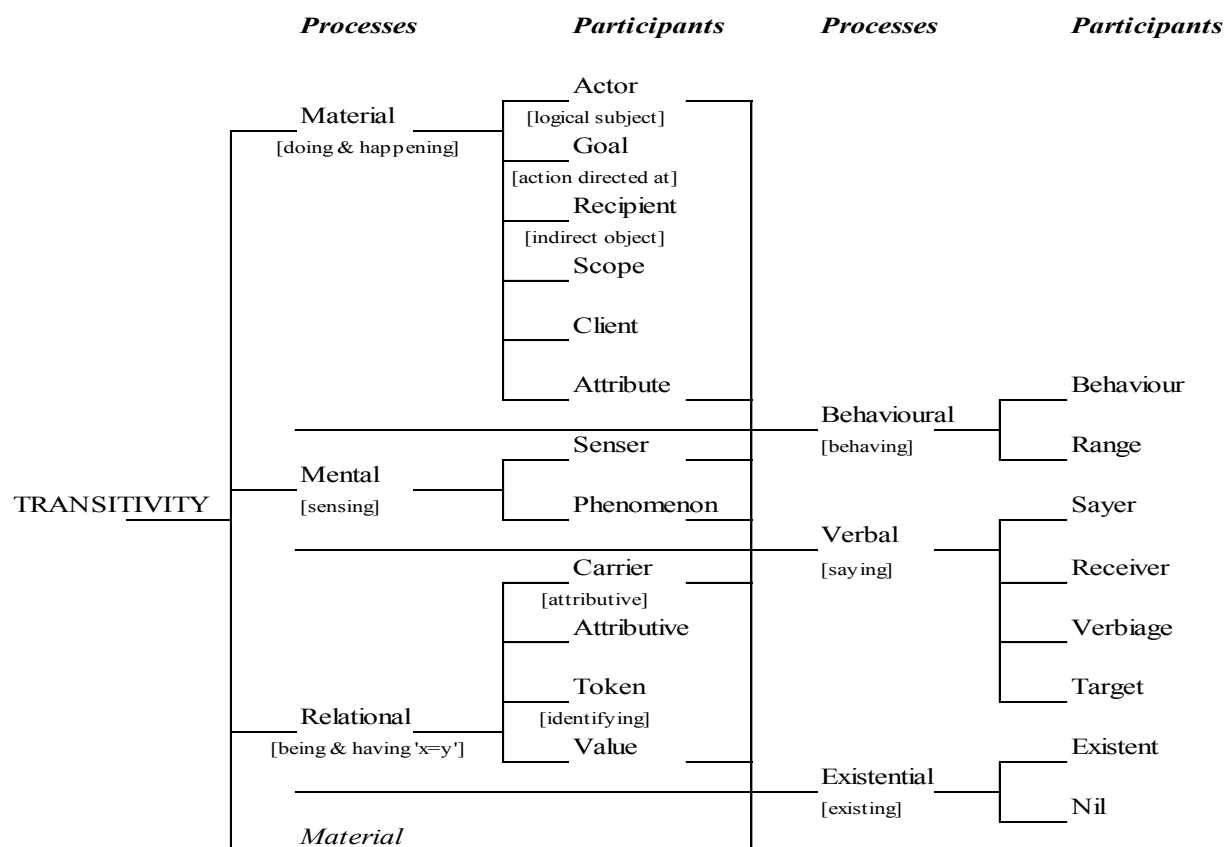 Processes Participants Processes Participants
Actor
Material [logical subject]
[doing & happening] Goal
[action directed at]
Recipient
[indirect object]
Scope
Client
Attribute Behaviour
Behavioural
Senser [behaving] Range
Mental
TRANSITIVITY [sensing] Phenomenon Sayer
Verbal
Carrier [saying] Receiver
[attributive]
Attributive Verbiage
Token Target
Relational [identifying]
[being & having 'x=y'] Value Existent
Existential
[existing] Nil
Material